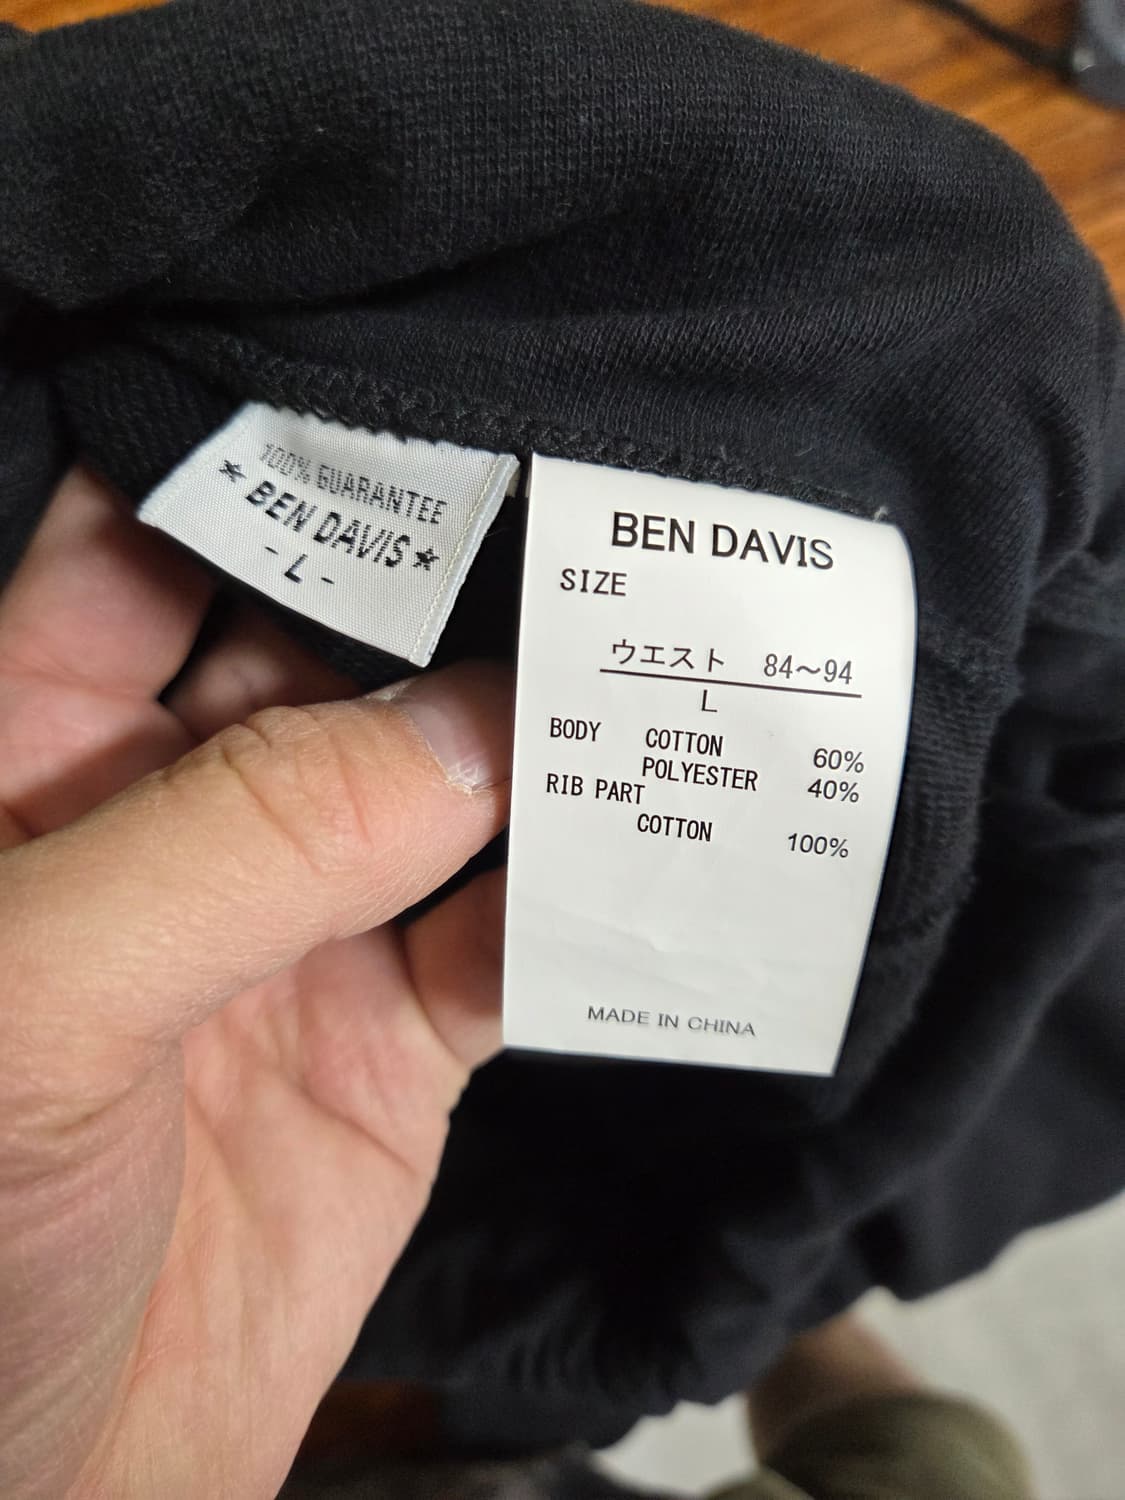 100% GUARANTEE
★ BEN DAVIS ★
- L -
BEN DAVIS
SIZE
ウエスト 84〜94
L
BODY COTTON 60%
POLYESTER 40%
RIB PART
COTTON 100%
MADE IN CHINA